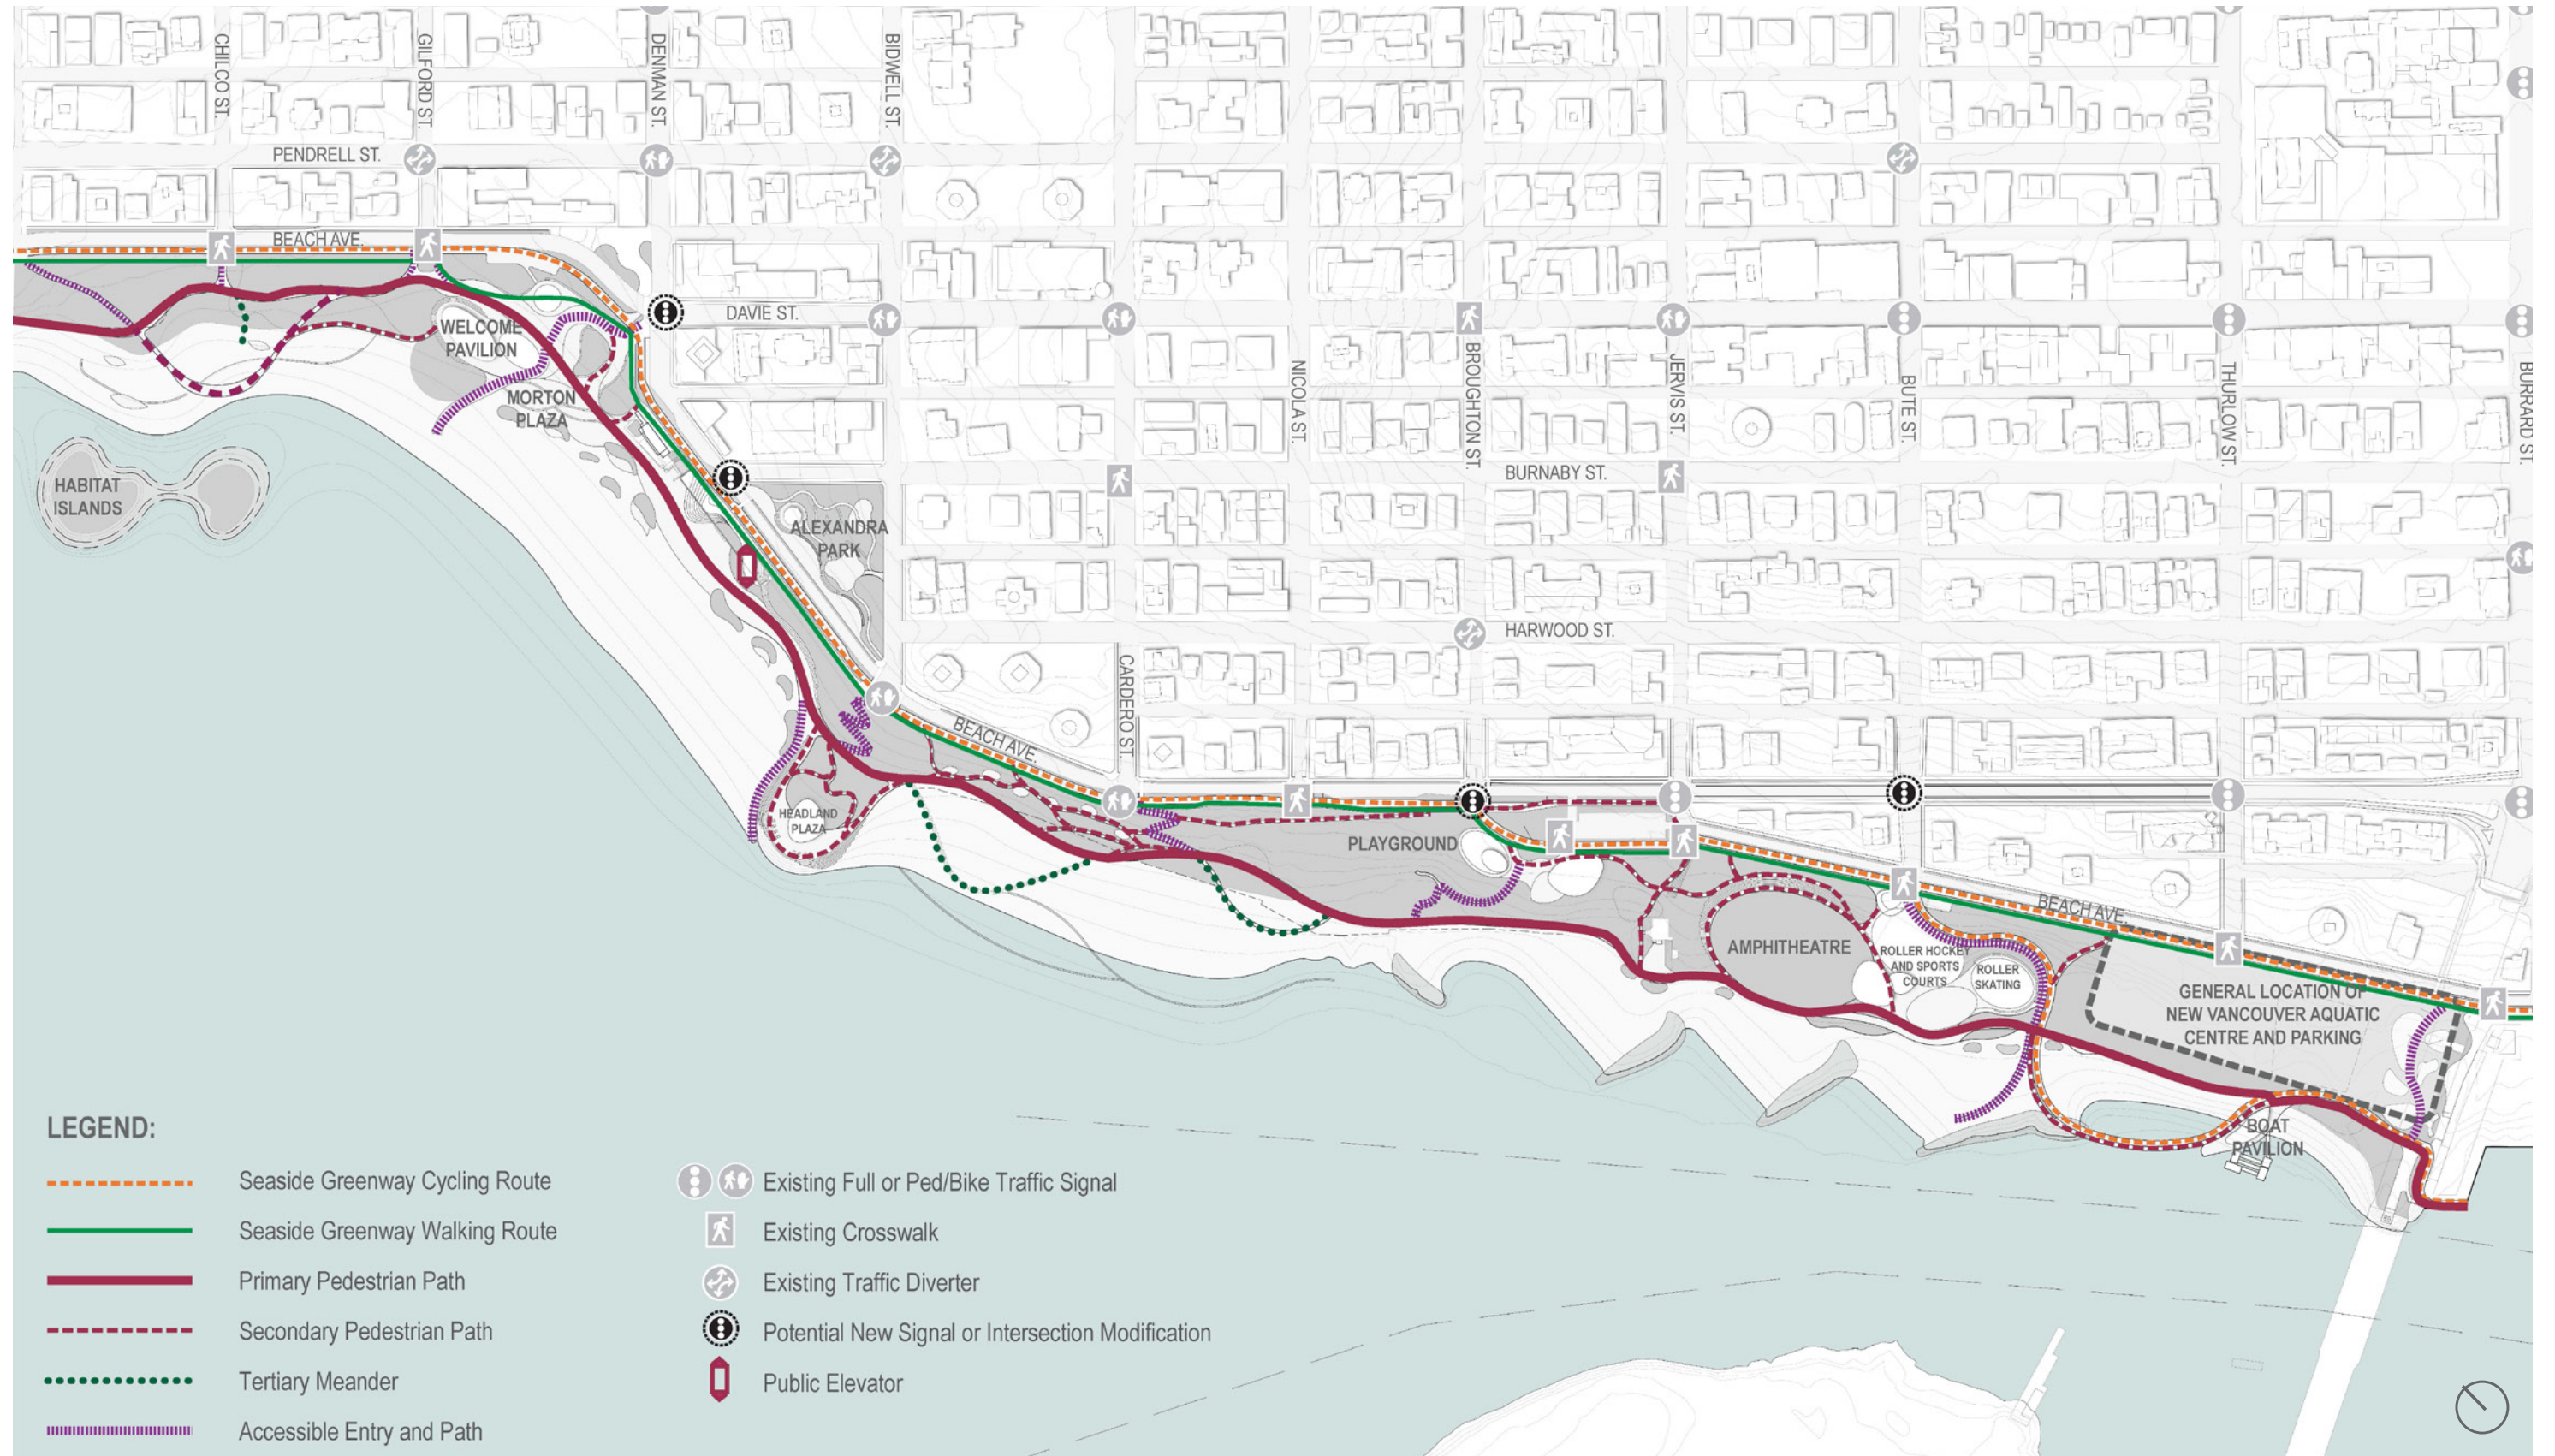 CHILCO ST.
GILFORD ST.
DENMAN ST.
BIDWELL ST.
PENDRELL ST.
BEACH AVE.
DAVIE ST.
WELCOME
PAVILION
MORTON
PLAZA
HABITAT
ISLANDS
ALEXANDRA
PARK
NICOLA ST.
BROUGHTON ST.
JERVIS ST.
BUTE ST.
THURLOW ST.
BURRARD ST.
BURNABY ST.
HARWOOD ST.
CARDERO ST.
BEACH AVE.
HEADLAND
PLAZA
PLAYGROUND
AMPHITHEATRE
ROLLER HOCKEY
AND SPORTS
COURTS
ROLLER
SKATING
BEACH AVE.
GENERAL LOCATION OF
NEW VANCOUVER AQUATIC
CENTRE AND PARKING
BOAT
PAVILION
LEGEND:
Seaside Greenway Cycling Route
Seaside Greenway Walking Route
Primary Pedestrian Path
Secondary Pedestrian Path
Tertiary Meander
Accessible Entry and Path
Existing Full or Ped/Bike Traffic Signal
Existing Crosswalk
Existing Traffic Diverter
Potential New Signal or Intersection Modification
Public Elevator